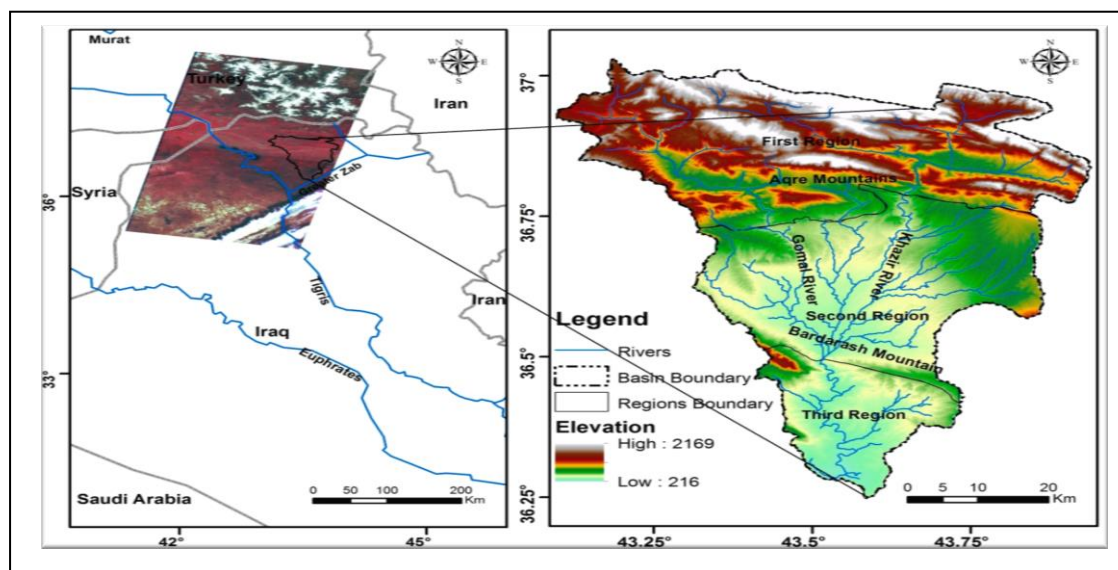 Murat
Turkey
Iran
Syria
Greater Zab
Tigris
Iran
Iraq
Euphrates
Saudi Arabia
N
W E
S
36°
33°
42° 45°
0 50 100 200
Km
N
W E
S
37°
36.75°
36.5°
36.25°
First Region
Aqre Mountains
Gomal River
Khazir River
Second Region
Bardarash Mountain
Third Region
Legend
Rivers
Basin Boundary
Regions Boundary
Elevation
High : 2169
Low : 216
0 10 20
Km
43.25° 43.5° 43.75°